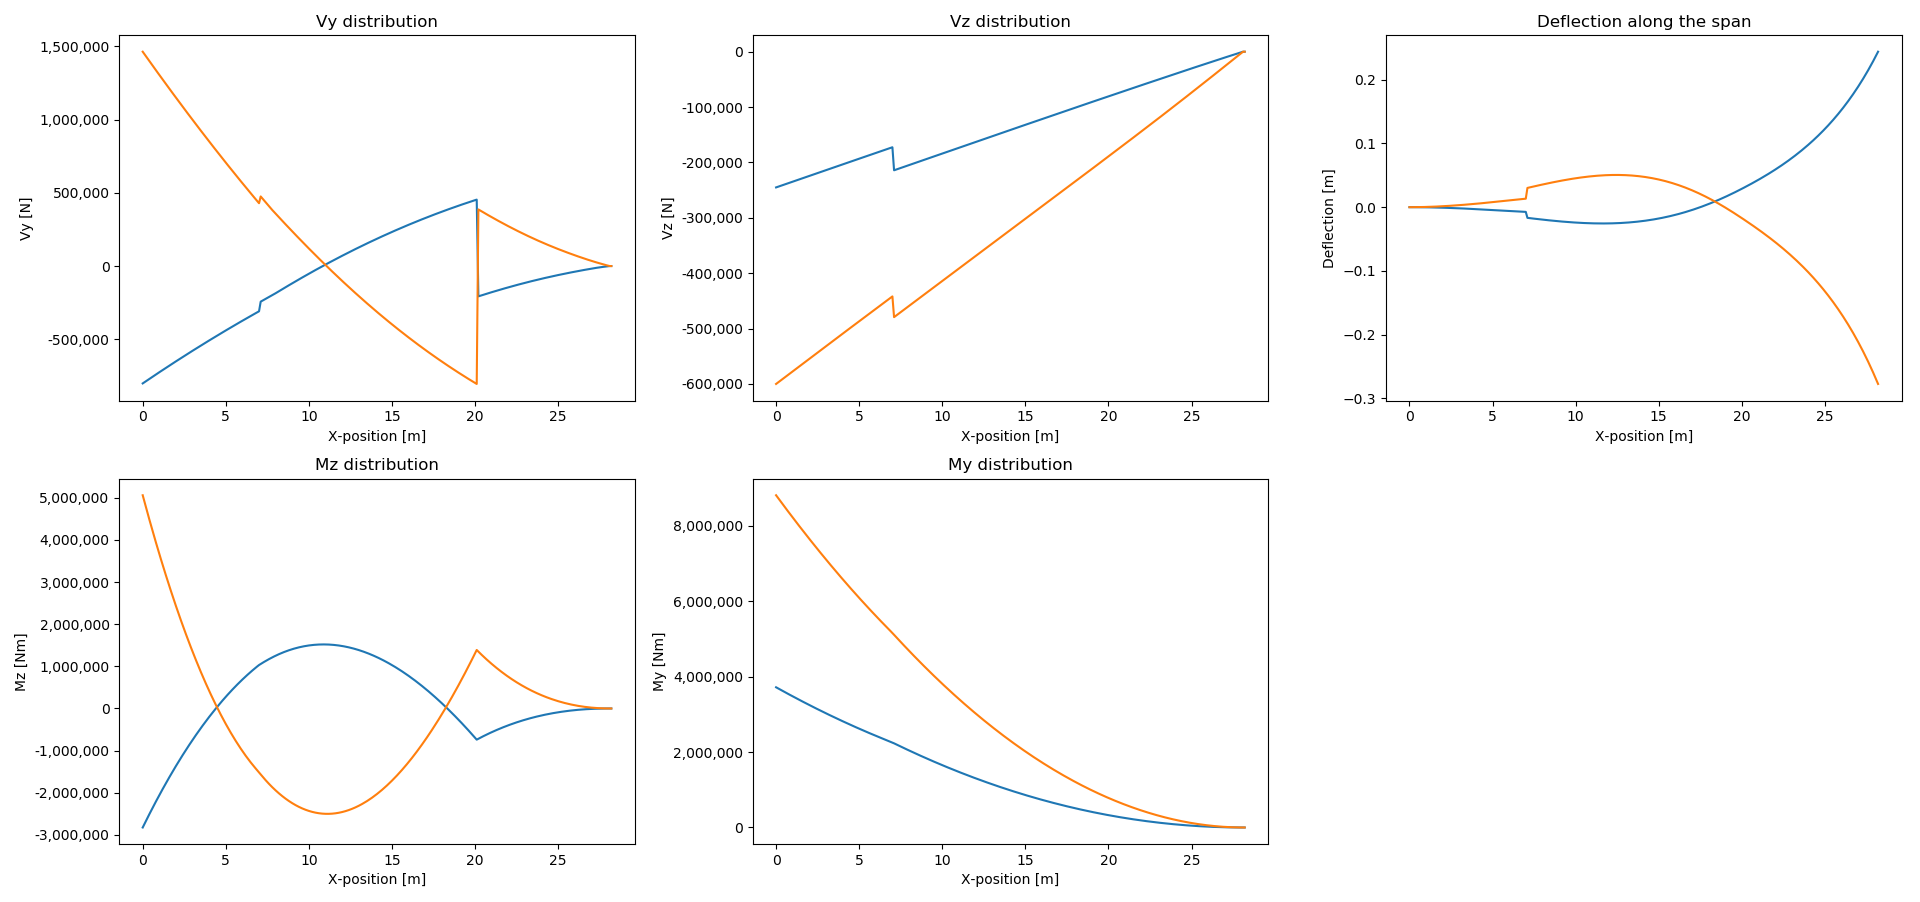 Vy distribution
1,500,000
1,000,000
500,000
0
-500,000
Vy [N]
0 5 10 15 20 25
X-position [m]
Vz distribution
0
-100,000
-200,000
-300,000
-400,000
-500,000
-600,000
Vz [N]
0 5 10 15 20 25
X-position [m]
Deflection along the span
0.2
0.1
0.0
−0.1
−0.2
−0.3
Deflection [m]
0 5 10 15 20 25
X-position [m]
Mz distribution
5,000,000
4,000,000
3,000,000
2,000,000
1,000,000
0
-1,000,000
-2,000,000
-3,000,000
Mz [Nm]
0 5 10 15 20 25
X-position [m]
My distribution
8,000,000
6,000,000
4,000,000
2,000,000
0
My [Nm]
0 5 10 15 20 25
X-position [m]